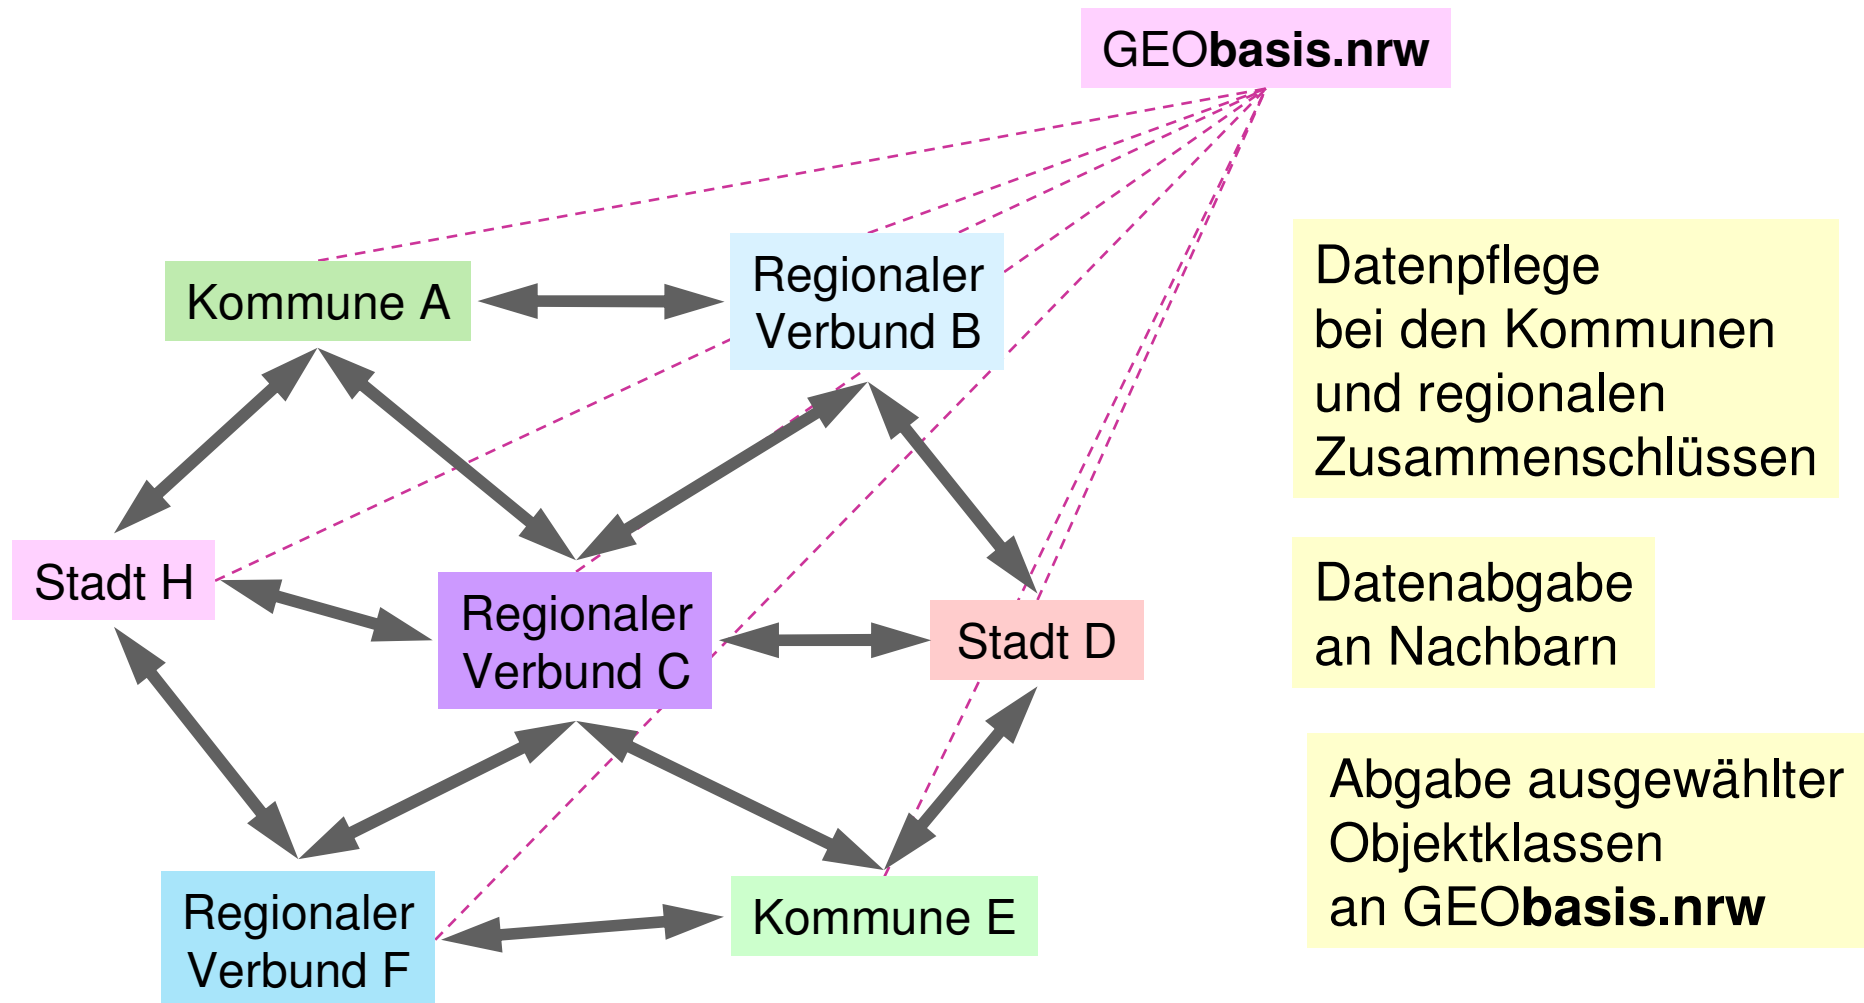 GEObasis.nrw
Kommune A
Regionaler
Verbund B
Stadt H
Regionaler
Verbund C
Stadt D
Regionaler
Verbund F
Kommune E
Datenpflege
bei den Kommunen
und regionalen
Zusammenschlüssen
Datenabgabe
an Nachbarn
Abgabe ausgewählter
Objektklassen
an GEObasis.nrw